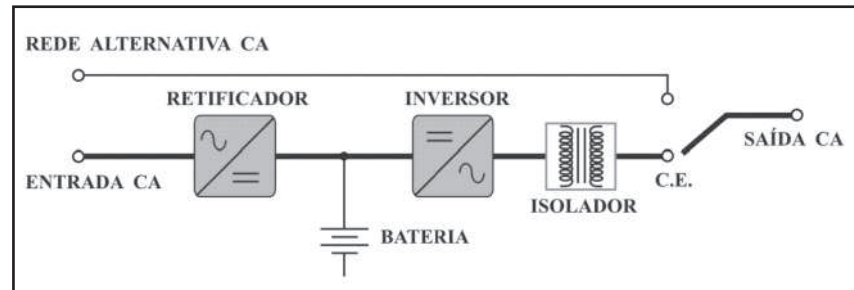 REDE ALTERNATIVA CA
RETIFICADOR
INVERSOR
SAÍDA CA
ENTRADA CA
C.E.
ISOLADOR
BATERIA